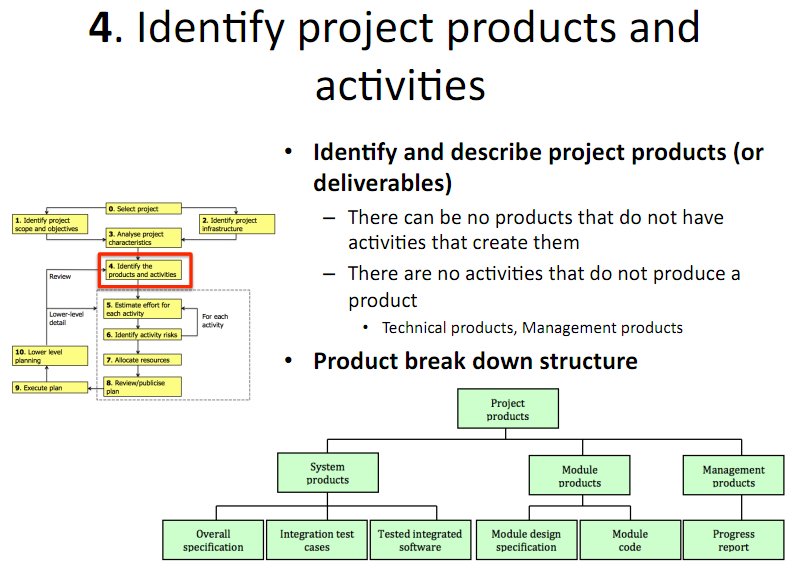 4. Identify project products and
activities
• Identify and describe project products (or
deliverables)
– There can be no products that do not have
activities that create them
– There are no activities that do not produce a
product
• Technical products, Management products
• Product break down structure
0. Select project
1. Identify project
scope and objectives
2. Identify project
infrastructure
3. Analyse project
characteristics
4. Identify the
products and activities
Review
5. Estimate effort for
each activity
For each
activity
Lower-level
detail
6. Identify activity risks
10. Lower level
planning
7. Allocate resources
8. Review/publicise
plan
9. Execute plan
Project
products
System
products
Module
products
Management
products
Overall
specification
Integration test
cases
Tested integrated
software
Module design
specification
Module
code
Progress
report